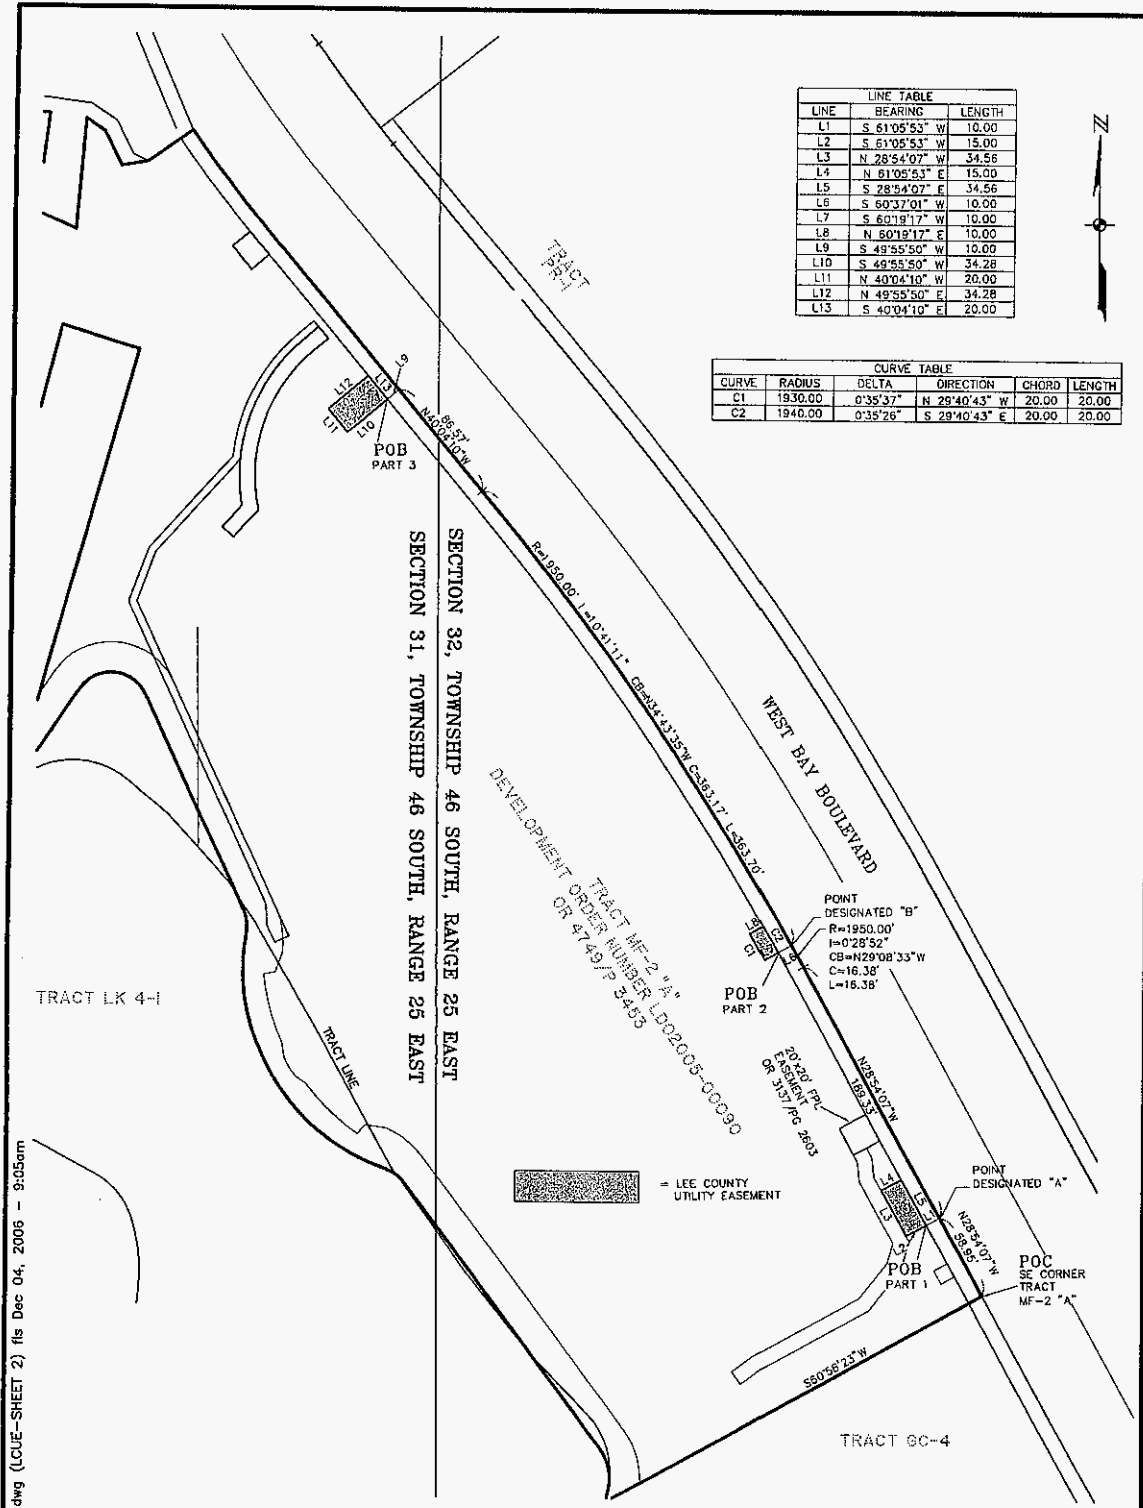 LINE TABLE
LINE BEARING LENGTH
L1 S 61°05'53" W 10.00
L2 S 61°05'53" W 15.00
L3 N 28°54'07" W 34.56
L4 N 61°05'53" E 15.00
L5 S 28°54'07" E 34.56
L6 S 60°37'01" W 10.00
L7 S 60°19'17" W 10.00
L8 N 60°19'17" E 10.00
L9 S 49°55'50" W 10.00
L10 S 49°55'50" W 34.28
L11 N 40°04'10" W 20.00
L12 N 49°55'50" E 34.28
L13 S 40°04'10" E 20.00
N
CURVE TABLE
CURVE RADIUS DELTA DIRECTION CHORD LENGTH
C1 1930.00 0°35'37" N 29°40'43" W 20.00 20.00
C2 1940.00 0°35'26" S 29°40'43" E 20.00 20.00
TRACT
PR-1
L9
L13
L12
L11
L10
POB
PART 3
86.57'
N40°04'10"W
R=1950.00' I=10°41'11" CB=N34°43'35"W C=363.17' L=363.70'
SECTION 32, TOWNSHIP 46 SOUTH, RANGE 25 EAST
SECTION 31, TOWNSHIP 46 SOUTH, RANGE 25 EAST
WEST BAY BOULEVARD
TRACT MF-2 "A"
DEVELOPMENT ORDER NUMBER LDO2005-00090
OR 4749/P 3453
POINT
DESIGNATED "B"
R=1950.00'
I=0°28'52"
CB=N29°08'33"W
C=16.38'
L=16.38'
C2
C1
POB
PART 2
TRACT LK 4-1
TRACT LINE
20'x20' FPL
EASEMENT
OR 3137/PG 2603
N28°54'07"W
189.33'
= LEE COUNTY
UTILITY EASEMENT
POINT
DESIGNATED "A"
L4
L5
L3
L1
L2
POB
PART 1
N28°54'07"W
58.95'
POC
SE CORNER
TRACT
MF-2 "A"
S60°56'23"W
TRACT GC-4
dwg (LCUE-SHEET 2) fls Dec 04, 2006 - 9:05am